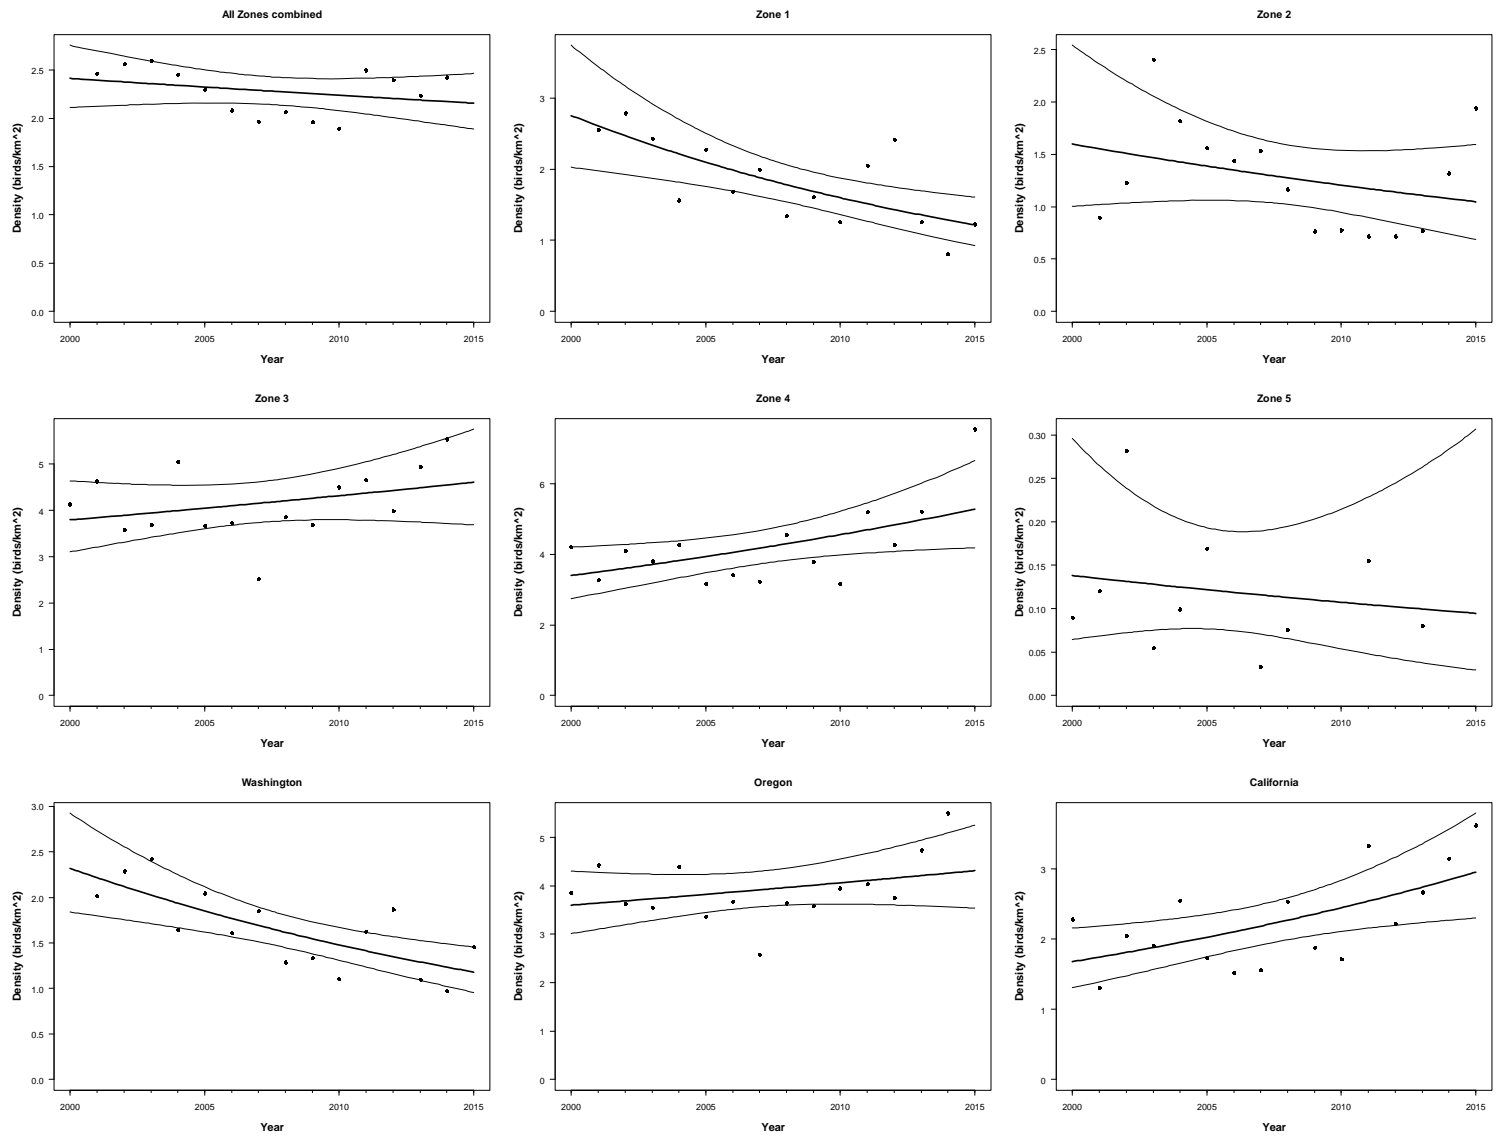 All Zones combined
Density (birds/km^2)
2.5
2.0
1.5
1.0
0.5
0.0
2000 2005 2010 2015
Year
Zone 1
Density (birds/km^2)
3
2
1
0
2000 2005 2010 2015
Year
Zone 2
Density (birds/km^2)
2.5
2.0
1.5
1.0
0.5
0.0
2000 2005 2010 2015
Year
Zone 3
Density (birds/km^2)
5
4
3
2
1
0
2000 2005 2010 2015
Year
Zone 4
Density (birds/km^2)
6
4
2
0
2000 2005 2010 2015
Year
Zone 5
Density (birds/km^2)
0.30
0.25
0.20
0.15
0.10
0.05
0.00
2000 2005 2010 2015
Year
Washington
Density (birds/km^2)
3.0
2.5
2.0
1.5
1.0
0.5
0.0
2000 2005 2010 2015
Year
Oregon
Density (birds/km^2)
5
4
3
2
1
0
2000 2005 2010 2015
Year
California
Density (birds/km^2)
3
2
1
0
2000 2005 2010 2015
Year